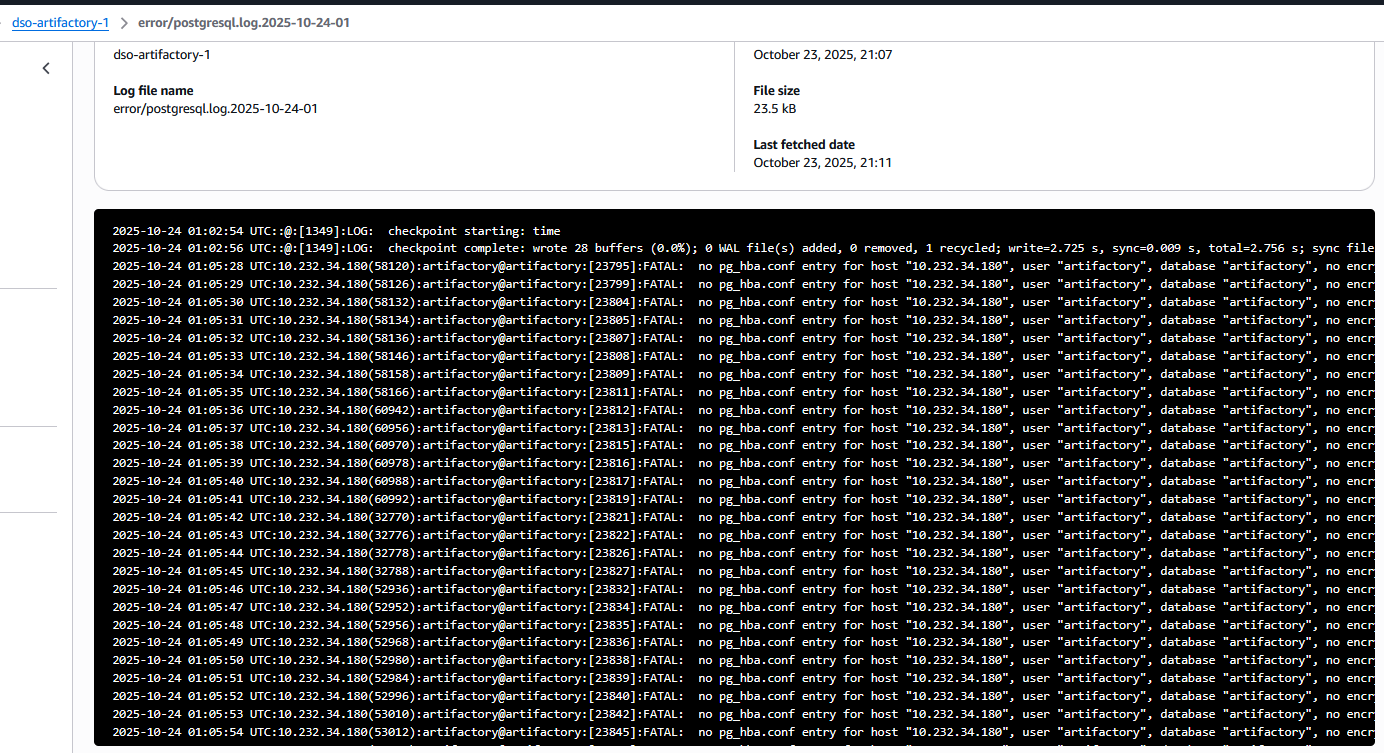 dso-artifactory-1 > error/postgresql.log.2025-10-24-01
dso-artifactory-1
October 23, 2025, 21:07
Log file name
error/postgresql.log.2025-10-24-01
File size
23.5 kB
Last fetched date
October 23, 2025, 21:11
2025-10-24 01:02:54 UTC::@:[1349]:LOG:  checkpoint starting: time
2025-10-24 01:02:56 UTC::@:[1349]:LOG:  checkpoint complete: wrote 28 buffers (0.0%); 0 WAL file(s) added, 0 removed, 1 recycled; write=2.725 s, sync=0.009 s, total=2.756 s; sync file
2025-10-24 01:05:28 UTC:10.232.34.180(58120):artifactory@artifactory:[23795]:FATAL:  no pg_hba.conf entry for host "10.232.34.180", user "artifactory", database "artifactory", no encr
2025-10-24 01:05:29 UTC:10.232.34.180(58126):artifactory@artifactory:[23799]:FATAL:  no pg_hba.conf entry for host "10.232.34.180", user "artifactory", database "artifactory", no encr
2025-10-24 01:05:30 UTC:10.232.34.180(58132):artifactory@artifactory:[23804]:FATAL:  no pg_hba.conf entry for host "10.232.34.180", user "artifactory", database "artifactory", no encr
2025-10-24 01:05:31 UTC:10.232.34.180(58134):artifactory@artifactory:[23805]:FATAL:  no pg_hba.conf entry for host "10.232.34.180", user "artifactory", database "artifactory", no encr
2025-10-24 01:05:32 UTC:10.232.34.180(58136):artifactory@artifactory:[23807]:FATAL:  no pg_hba.conf entry for host "10.232.34.180", user "artifactory", database "artifactory", no encr
2025-10-24 01:05:33 UTC:10.232.34.180(58146):artifactory@artifactory:[23808]:FATAL:  no pg_hba.conf entry for host "10.232.34.180", user "artifactory", database "artifactory", no encr
2025-10-24 01:05:34 UTC:10.232.34.180(58158):artifactory@artifactory:[23809]:FATAL:  no pg_hba.conf entry for host "10.232.34.180", user "artifactory", database "artifactory", no encr
2025-10-24 01:05:35 UTC:10.232.34.180(58166):artifactory@artifactory:[23811]:FATAL:  no pg_hba.conf entry for host "10.232.34.180", user "artifactory", database "artifactory", no encr
2025-10-24 01:05:36 UTC:10.232.34.180(60942):artifactory@artifactory:[23812]:FATAL:  no pg_hba.conf entry for host "10.232.34.180", user "artifactory", database "artifactory", no encr
2025-10-24 01:05:37 UTC:10.232.34.180(60956):artifactory@artifactory:[23813]:FATAL:  no pg_hba.conf entry for host "10.232.34.180", user "artifactory", database "artifactory", no encr
2025-10-24 01:05:38 UTC:10.232.34.180(60970):artifactory@artifactory:[23815]:FATAL:  no pg_hba.conf entry for host "10.232.34.180", user "artifactory", database "artifactory", no encr
2025-10-24 01:05:39 UTC:10.232.34.180(60978):artifactory@artifactory:[23816]:FATAL:  no pg_hba.conf entry for host "10.232.34.180", user "artifactory", database "artifactory", no encr
2025-10-24 01:05:40 UTC:10.232.34.180(60988):artifactory@artifactory:[23817]:FATAL:  no pg_hba.conf entry for host "10.232.34.180", user "artifactory", database "artifactory", no encr
2025-10-24 01:05:41 UTC:10.232.34.180(60992):artifactory@artifactory:[23819]:FATAL:  no pg_hba.conf entry for host "10.232.34.180", user "artifactory", database "artifactory", no encr
2025-10-24 01:05:42 UTC:10.232.34.180(32770):artifactory@artifactory:[23821]:FATAL:  no pg_hba.conf entry for host "10.232.34.180", user "artifactory", database "artifactory", no encr
2025-10-24 01:05:43 UTC:10.232.34.180(32776):artifactory@artifactory:[23822]:FATAL:  no pg_hba.conf entry for host "10.232.34.180", user "artifactory", database "artifactory", no encr
2025-10-24 01:05:44 UTC:10.232.34.180(32778):artifactory@artifactory:[23826]:FATAL:  no pg_hba.conf entry for host "10.232.34.180", user "artifactory", database "artifactory", no encr
2025-10-24 01:05:45 UTC:10.232.34.180(32788):artifactory@artifactory:[23827]:FATAL:  no pg_hba.conf entry for host "10.232.34.180", user "artifactory", database "artifactory", no encr
2025-10-24 01:05:46 UTC:10.232.34.180(52936):artifactory@artifactory:[23832]:FATAL:  no pg_hba.conf entry for host "10.232.34.180", user "artifactory", database "artifactory", no encr
2025-10-24 01:05:47 UTC:10.232.34.180(52952):artifactory@artifactory:[23834]:FATAL:  no pg_hba.conf entry for host "10.232.34.180", user "artifactory", database "artifactory", no encr
2025-10-24 01:05:48 UTC:10.232.34.180(52956):artifactory@artifactory:[23835]:FATAL:  no pg_hba.conf entry for host "10.232.34.180", user "artifactory", database "artifactory", no encr
2025-10-24 01:05:49 UTC:10.232.34.180(52968):artifactory@artifactory:[23836]:FATAL:  no pg_hba.conf entry for host "10.232.34.180", user "artifactory", database "artifactory", no encr
2025-10-24 01:05:50 UTC:10.232.34.180(52980):artifactory@artifactory:[23838]:FATAL:  no pg_hba.conf entry for host "10.232.34.180", user "artifactory", database "artifactory", no encr
2025-10-24 01:05:51 UTC:10.232.34.180(52984):artifactory@artifactory:[23839]:FATAL:  no pg_hba.conf entry for host "10.232.34.180", user "artifactory", database "artifactory", no encr
2025-10-24 01:05:52 UTC:10.232.34.180(52996):artifactory@artifactory:[23840]:FATAL:  no pg_hba.conf entry for host "10.232.34.180", user "artifactory", database "artifactory", no encr
2025-10-24 01:05:53 UTC:10.232.34.180(53010):artifactory@artifactory:[23842]:FATAL:  no pg_hba.conf entry for host "10.232.34.180", user "artifactory", database "artifactory", no encr
2025-10-24 01:05:54 UTC:10.232.34.180(53012):artifactory@artifactory:[23845]:FATAL:  no pg_hba.conf entry for host "10.232.34.180", user "artifactory", database "artifactory", no encr